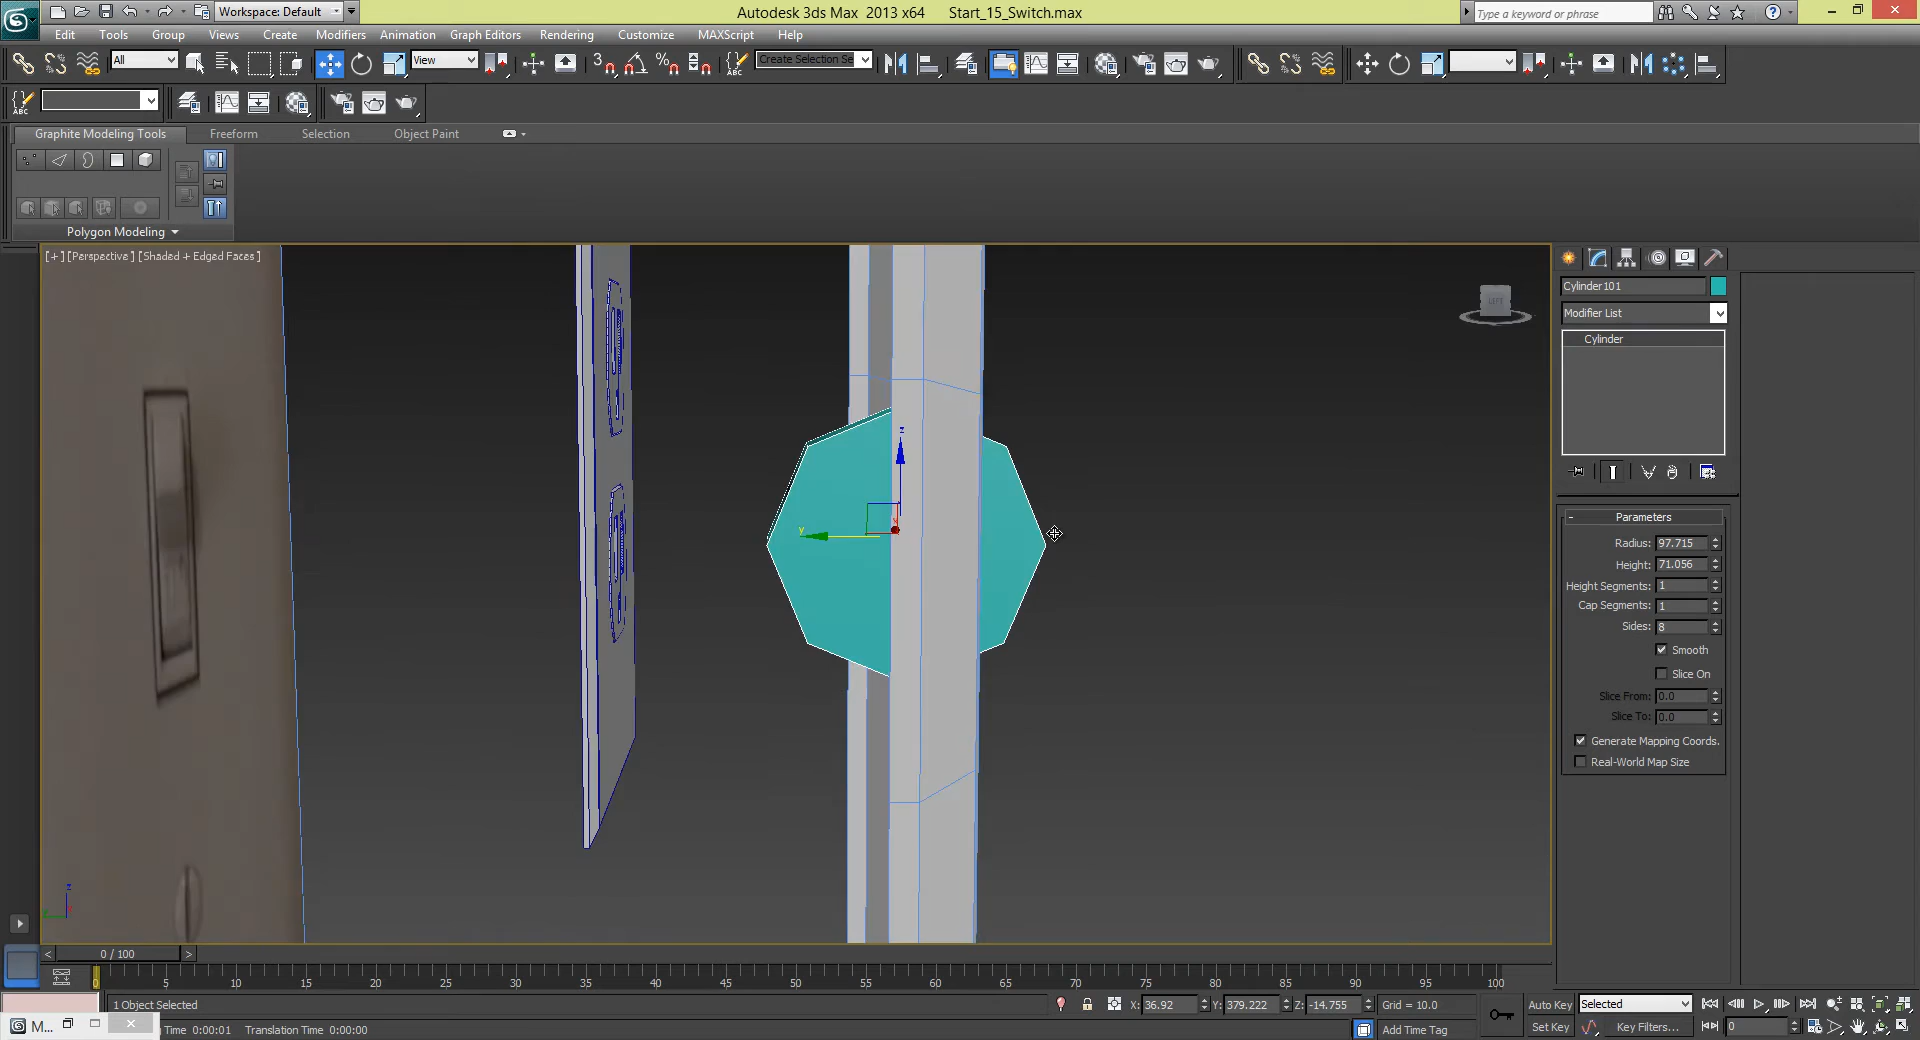 Workspace: Default
Autodesk 3ds Max 2013 x64 Start_15_Switch.max
Type a keyword or phrase
Edit Tools Group Views Create Modifiers Animation Graph Editors Rendering Customize MAXScript Help
All View Create Selection Se
Graphite Modeling Tools Freeform Selection Object Paint
Polygon Modeling
[+] [Perspective] [Shaded + Edged Faces]
LEFT
Cylinder101
Modifier List
Cylinder
z
y
Parameters
Radius: 97.715
Height: 71.056
Height Segments: 1
Cap Segments: 1
Sides: 8
Smooth
Slice On
Slice From: 0.0
Slice To: 0.0
Generate Mapping Coords.
Real-World Map Size
z
0 / 100
0 5 10 15 20 25 30 35 40 45 50 55 60 65 70 75 80 85 90 95 100
1 Object Selected X: 36.92 Y: 379.222 Z: -14.755 Grid = 10.0 Auto Key Selected
M... Time 0:00:01 Translation Time 0:00:00 Add Time Tag Set Key Key Filters... 0